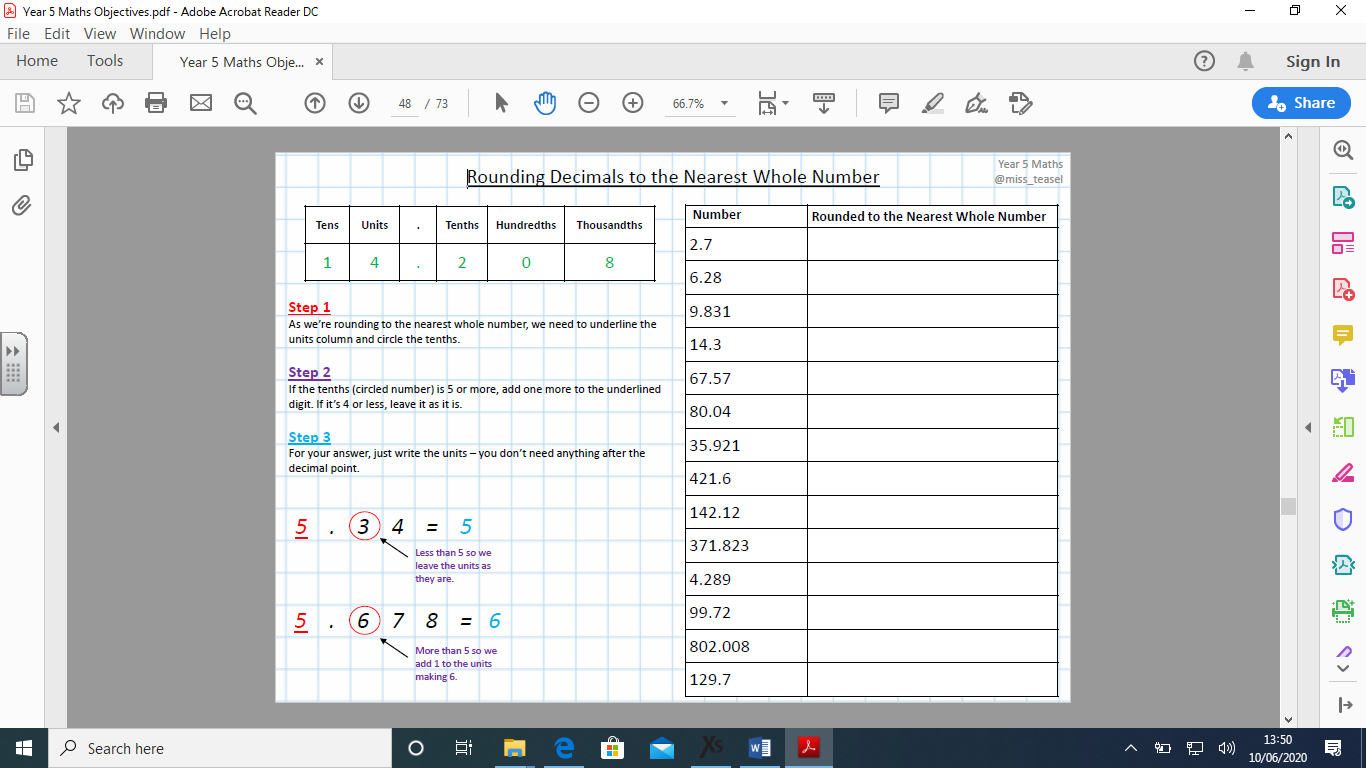 Year 5 Maths Objectives.pdf - Adobe Acrobat Reader DC
File Edit View Window Help
Home Tools Year 5 Maths Obje... ×
Sign In
48 / 73 66.7% Share
Year 5 Maths
@miss_teasel
Rounding Decimals to the Nearest Whole Number
Tens Units . Tenths Hundredths Thousandths
1 4 . 2 0 8
Step 1
As we're rounding to the nearest whole number, we need to underline the
units column and circle the tenths.
Step 2
If the tenths (circled number) is 5 or more, add one more to the underlined
digit. If it's 4 or less, leave it as it is.
Step 3
For your answer, just write the units – you don't need anything after the
decimal point.
5 . 3 4 = 5
Less than 5 so we
leave the units as
they are.
5 . 6 7 8 = 6
More than 5 so we
add 1 to the units
making 6.
Number Rounded to the Nearest Whole Number
2.7
6.28
9.831
14.3
67.57
80.04
35.921
421.6
142.12
371.823
4.289
99.72
802.008
129.7
Search here
13:50
10/06/2020